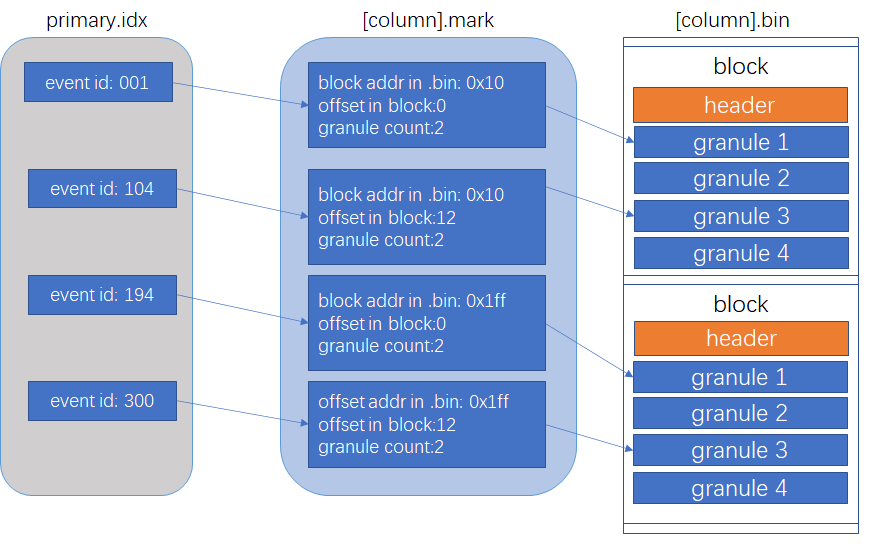 primary.idx
[column].mark
[column].bin
event id: 001
event id: 104
event id: 194
event id: 300
block addr in .bin: 0x10
offset in block:0
granule count:2
block addr in .bin: 0x10
offset in block:12
granule count:2
block addr in .bin: 0x1ff
offset in block:0
granule count:2
offset addr in .bin: 0x1ff
offset in block:12
granule count:2
block
header
granule 1
granule 2
granule 3
granule 4
block
header
granule 1
granule 2
granule 3
granule 4